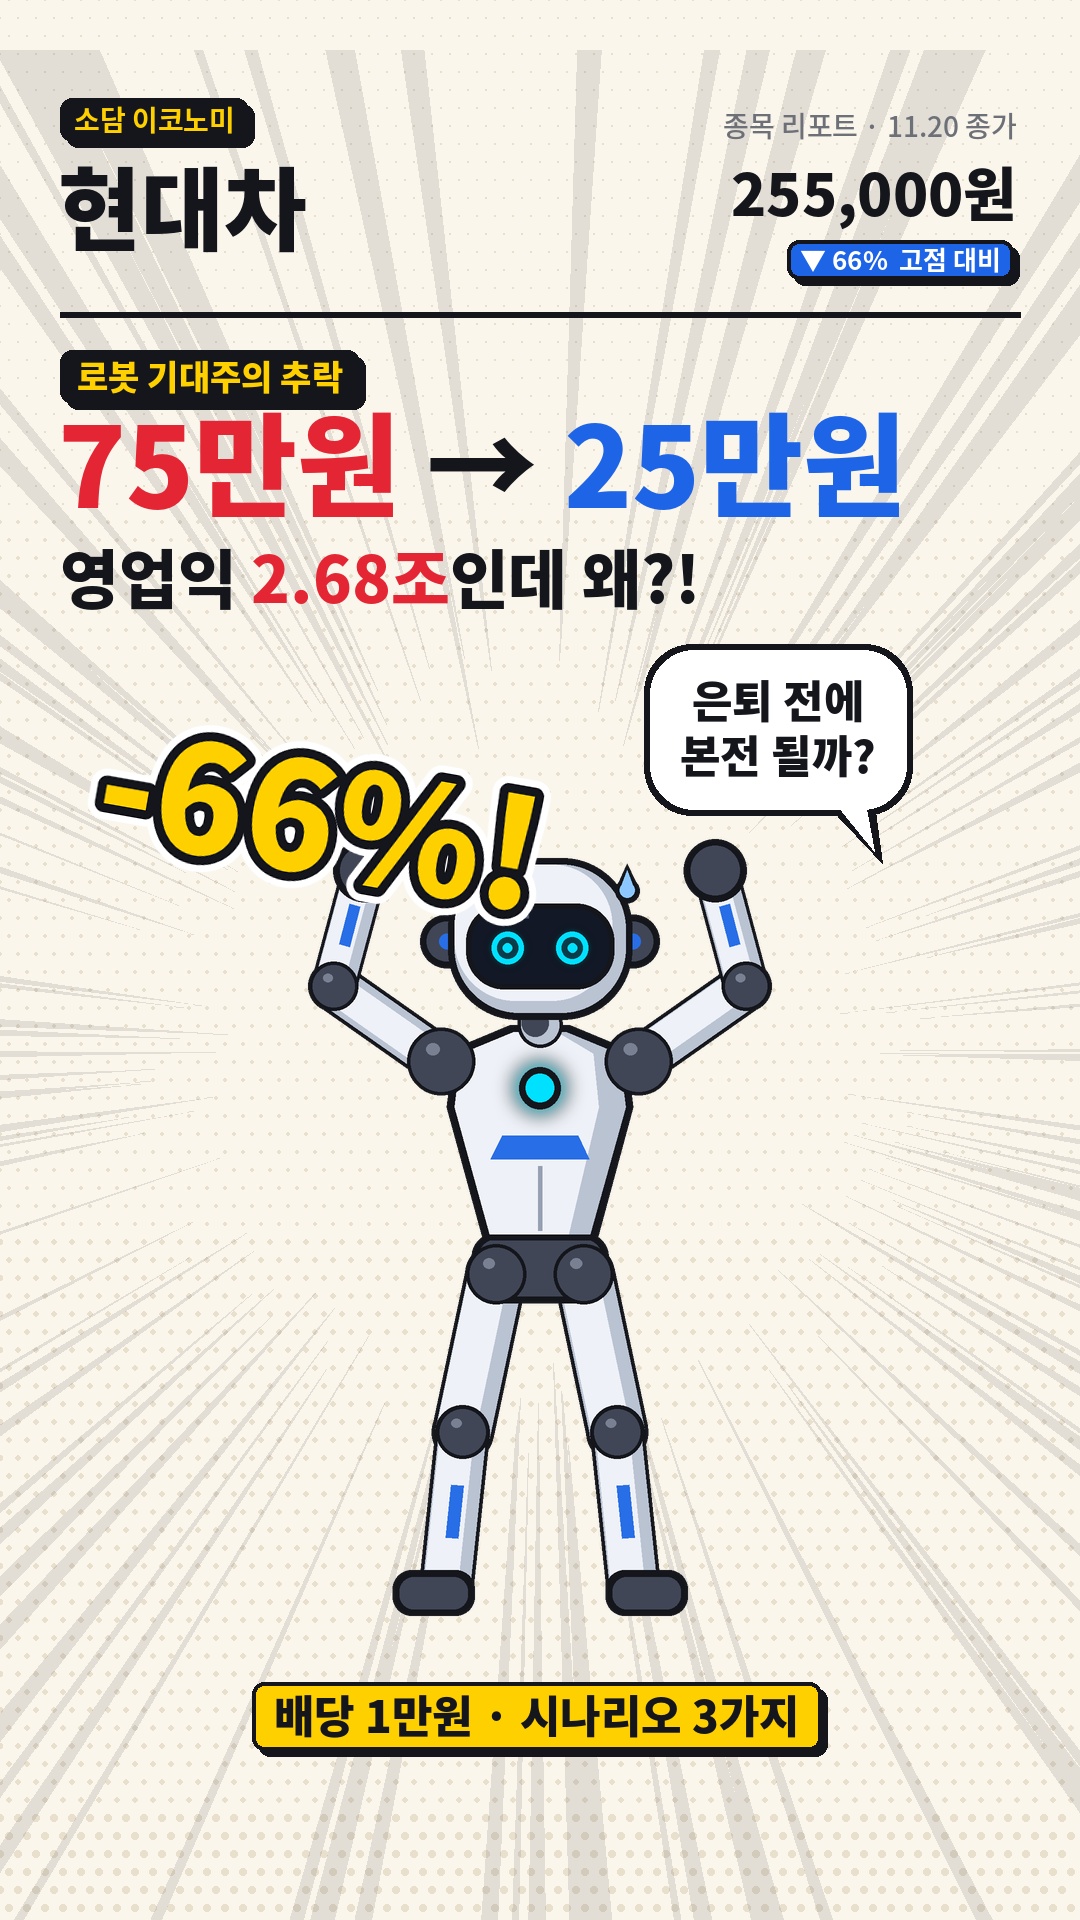 소담 이코노미
현대차
종목 리포트 · 11.20 종가
255,000원
▼ 66% 고점 대비
로봇 기대주의 추락
75만원 → 25만원
영업익 2.68조인데 왜?!
은퇴 전에
본전 될까?
-66%!
배당 1만원 · 시나리오 3가지